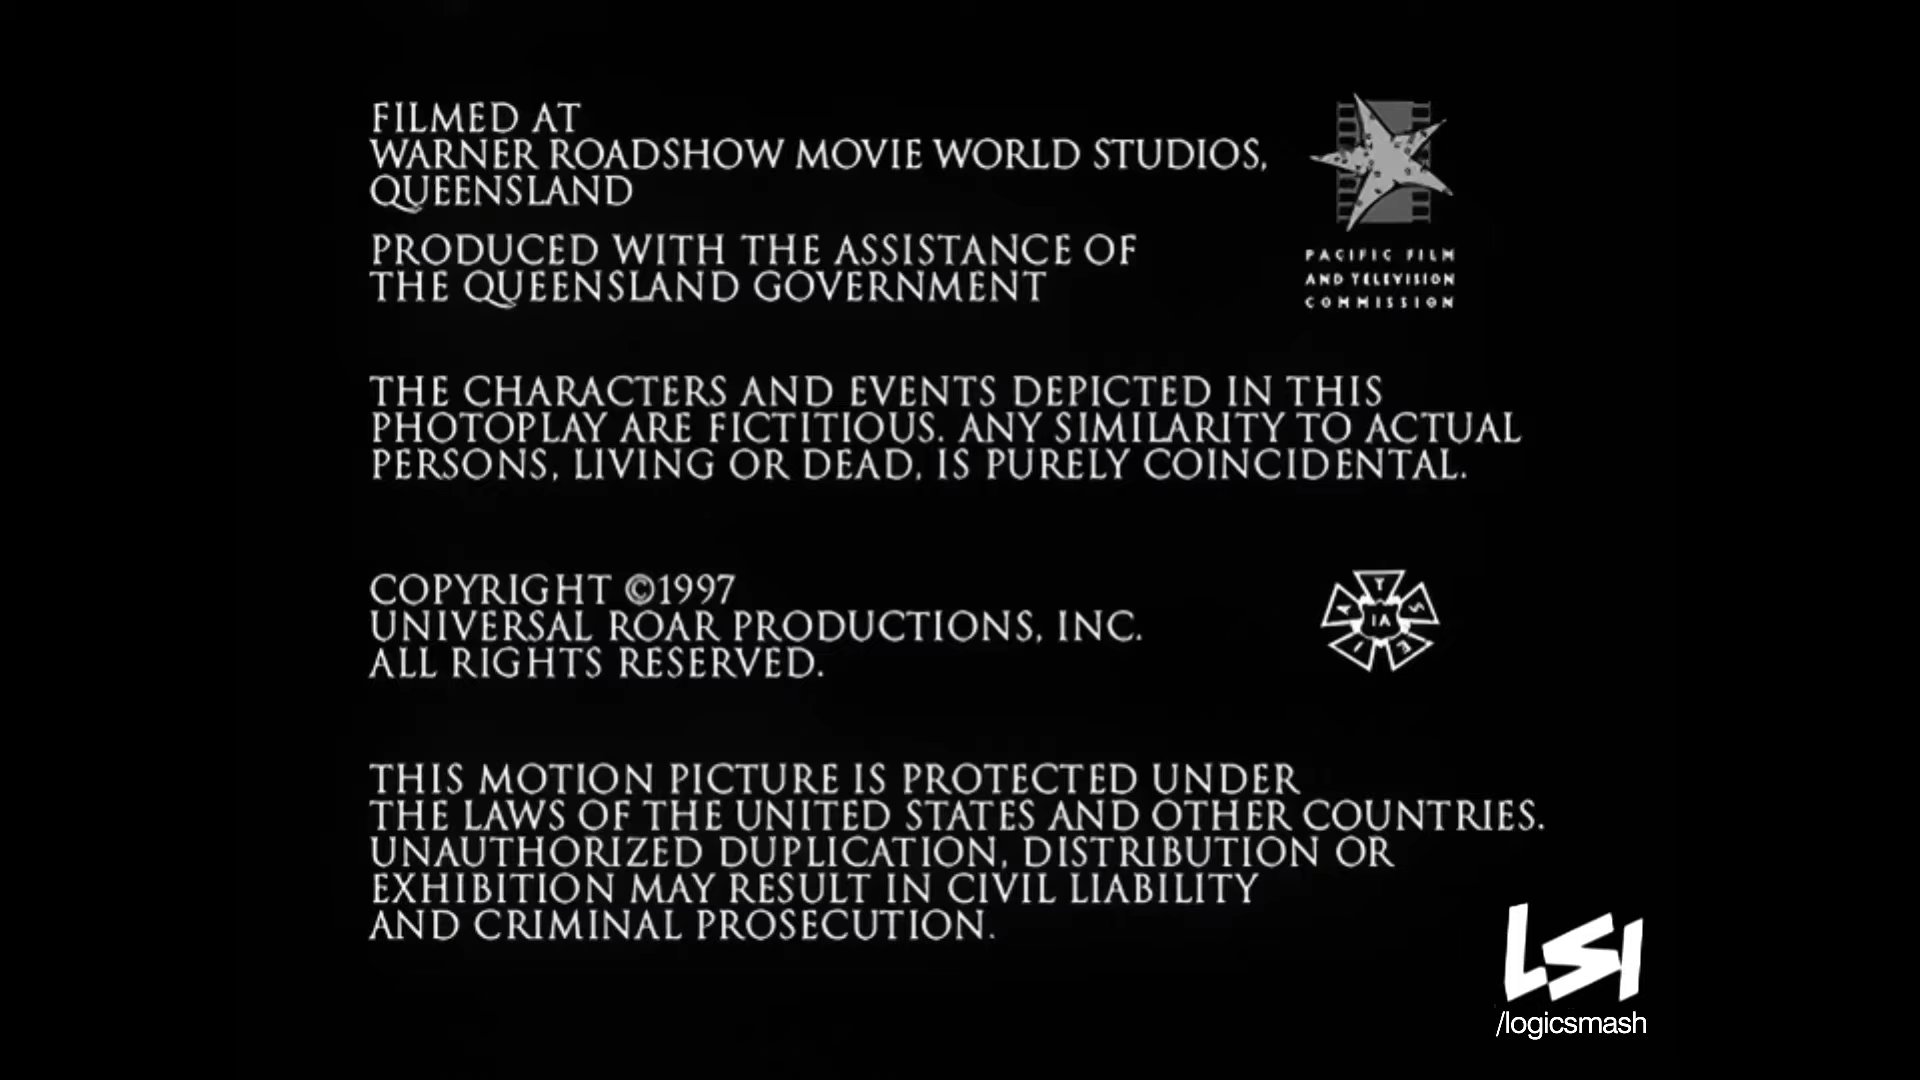 FILMED AT
WARNER ROADSHOW MOVIE WORLD STUDIOS,
QUEENSLAND
PRODUCED WITH THE ASSISTANCE OF
THE QUEENSLAND GOVERNMENT
PACIFIC FILM
AND TELEVISION
COMMISSION
THE CHARACTERS AND EVENTS DEPICTED IN THIS
PHOTOPLAY ARE FICTITIOUS. ANY SIMILARITY TO ACTUAL
PERSONS, LIVING OR DEAD, IS PURELY COINCIDENTAL.
COPYRIGHT ©1997
UNIVERSAL ROAR PRODUCTIONS, INC.
ALL RIGHTS RESERVED.
IATSE
IA
THIS MOTION PICTURE IS PROTECTED UNDER
THE LAWS OF THE UNITED STATES AND OTHER COUNTRIES.
UNAUTHORIZED DUPLICATION, DISTRIBUTION OR
EXHIBITION MAY RESULT IN CIVIL LIABILITY
AND CRIMINAL PROSECUTION.
LSI
/logicsmash